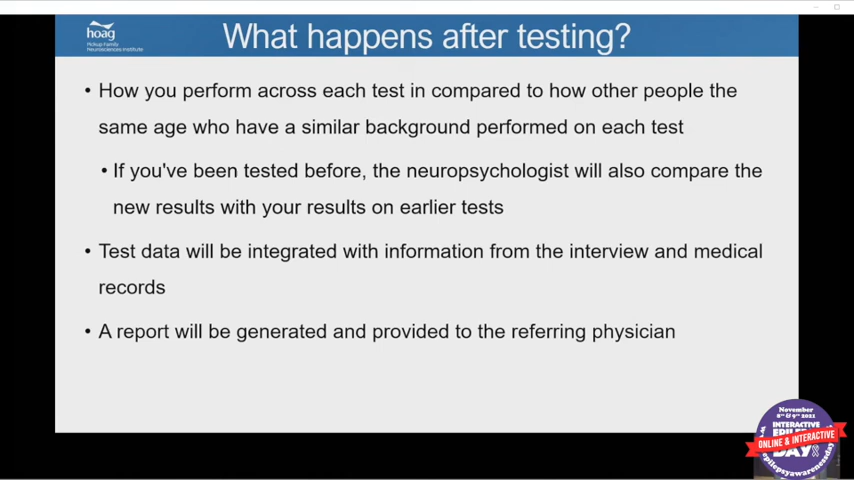 hoag
Pickup Family
Neurosciences Institute
What happens after testing?
• How you perform across each test in compared to how other people the
same age who have a similar background performed on each test
• If you've been tested before, the neuropsychologist will also compare the
new results with your results on earlier tests
• Test data will be integrated with information from the interview and medical
records
• A report will be generated and provided to the referring physician
November
8th & 9th 2021
INTERACTIVE
ONLINE & INTERACTIVE
DAY
epilepsyawarenessday